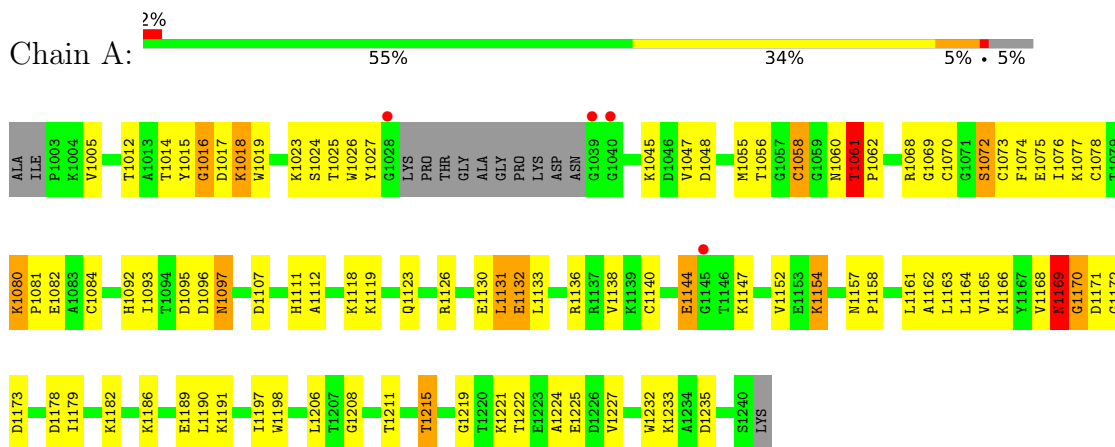 2%
Chain A:
55% 34% 5% • 5%
ALA ILE P1003 K1004 V1005 T1012 A1013 T1014 Y1015 G1016 D1017 K1018 W1019 K1023 S1024 T1025 W1026 Y1027 G1028 LYS PRO THR GLY ALA GLY PRO LYS ASP ASN G1039 G1040 K1045 D1046 V1047 D1048 M1055 T1056 G1057 C1058 G1059 N1060 T1061 P1062 R1068 G1069 C1070 G1071 S1072 C1073 F1074 E1075 I1076 K1077 C1078 T1079
K1080 P1081 E1082 A1083 C1084 H1092 I1093 T1094 D1095 D1096 N1097 D1107 H1111 A1112 K1118 K1119 Q1123 R1126 E1130 L1131 E1132 L1133 R1136 R1137 V1138 K1139 C1140 E1144 G1145 T1146 K1147 V1152 E1153 K1154 N1157 P1158 L1161 A1162 L1163 L1164 V1165 K1166 Y1167 V1168 N1169 G1170 D1171 G1172
D1173 D1178 I1179 K1182 K1186 E1189 L1190 K1191 I1197 W1198 L1206 T1207 G1208 T1211 T1215 G1219 T1220 K1221 T1222 E1223 A1224 E1225 D1226 V1227 W1232 K1233 A1234 D1235 S1240 LYS